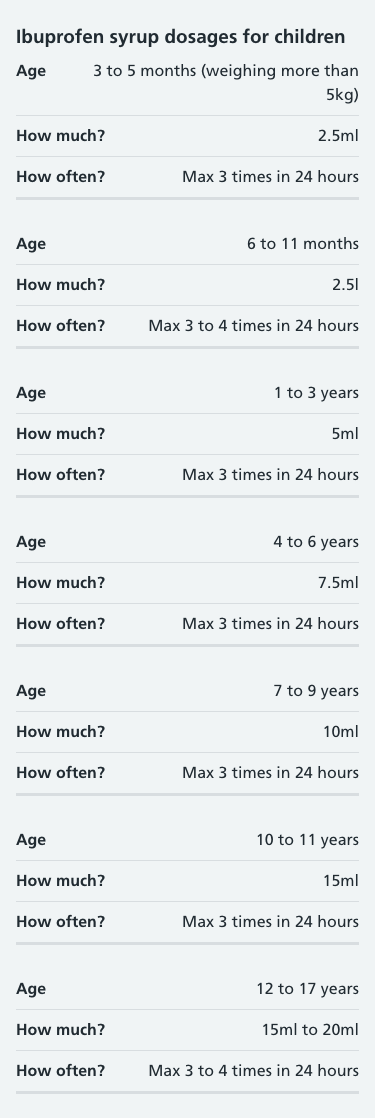 Ibuprofen syrup dosages for children
Age 3 to 5 months (weighing more than
5kg)
How much? 2.5ml
How often? Max 3 times in 24 hours
Age 6 to 11 months
How much? 2.5l
How often? Max 3 to 4 times in 24 hours
Age 1 to 3 years
How much? 5ml
How often? Max 3 times in 24 hours
Age 4 to 6 years
How much? 7.5ml
How often? Max 3 times in 24 hours
Age 7 to 9 years
How much? 10ml
How often? Max 3 times in 24 hours
Age 10 to 11 years
How much? 15ml
How often? Max 3 times in 24 hours
Age 12 to 17 years
How much? 15ml to 20ml
How often? Max 3 to 4 times in 24 hours